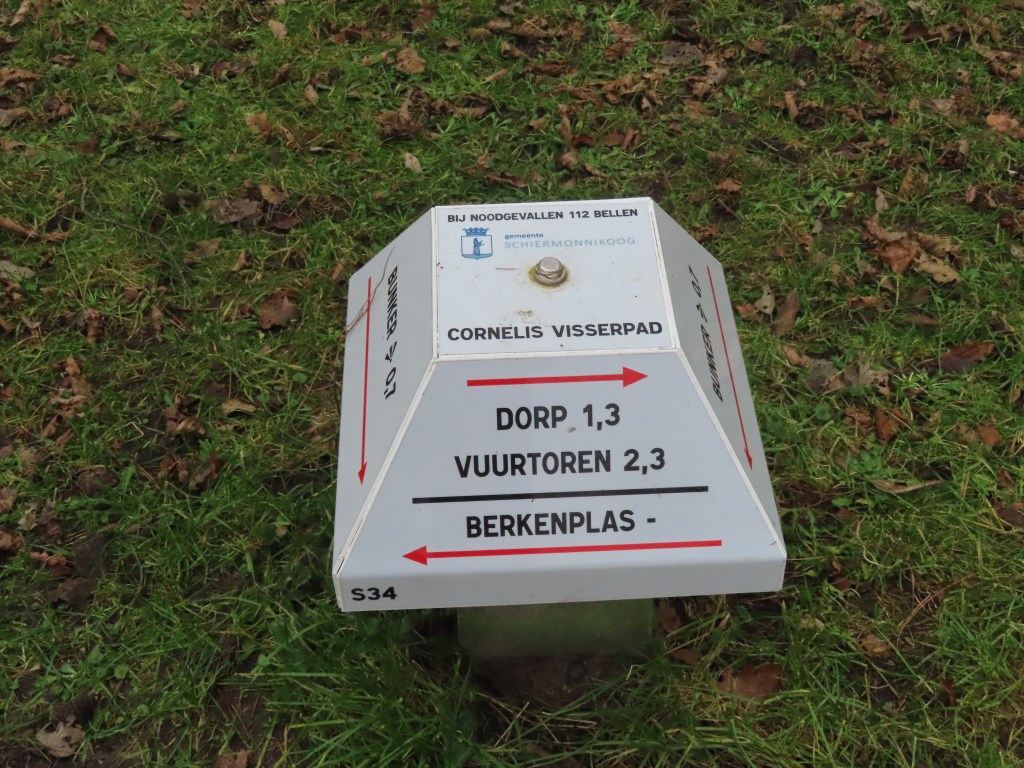 BIJ NOODGEVALLEN 112 BELLEN
gemeente
SCHIERMONNIKOOG
CORNELIS VISSERPAD
DORP 1,3
VUURTOREN 2,3
BERKENPLAS -
S34
BUNKER 0,7
BUNKER 0,7